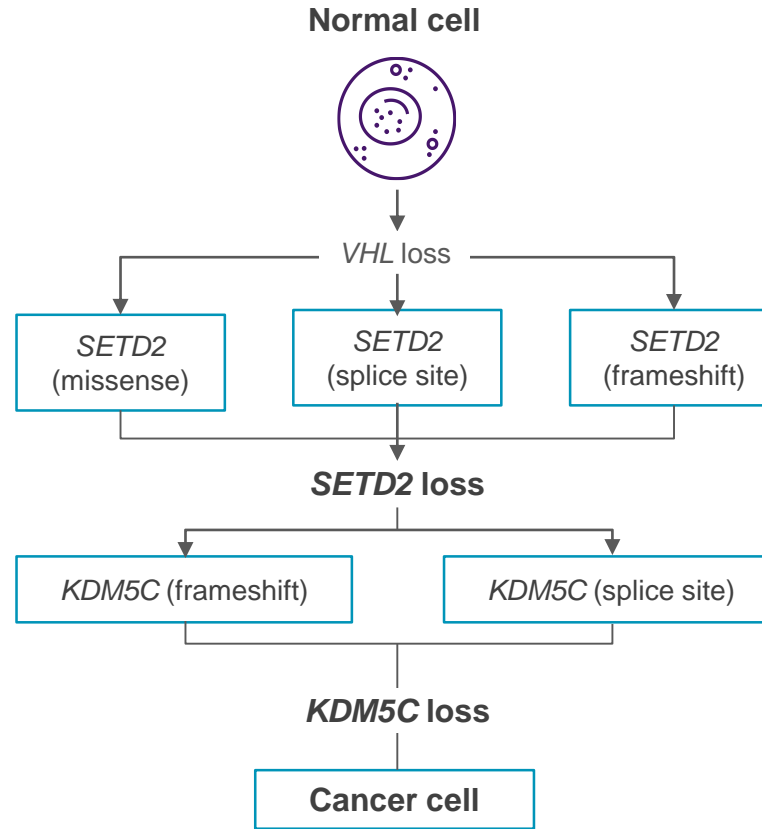 Normal cell
VHL loss
SETD2
(missense)
SETD2
(splice site)
SETD2
(frameshift)
SETD2 loss
KDM5C (frameshift)
KDM5C (splice site)
KDM5C loss
Cancer cell